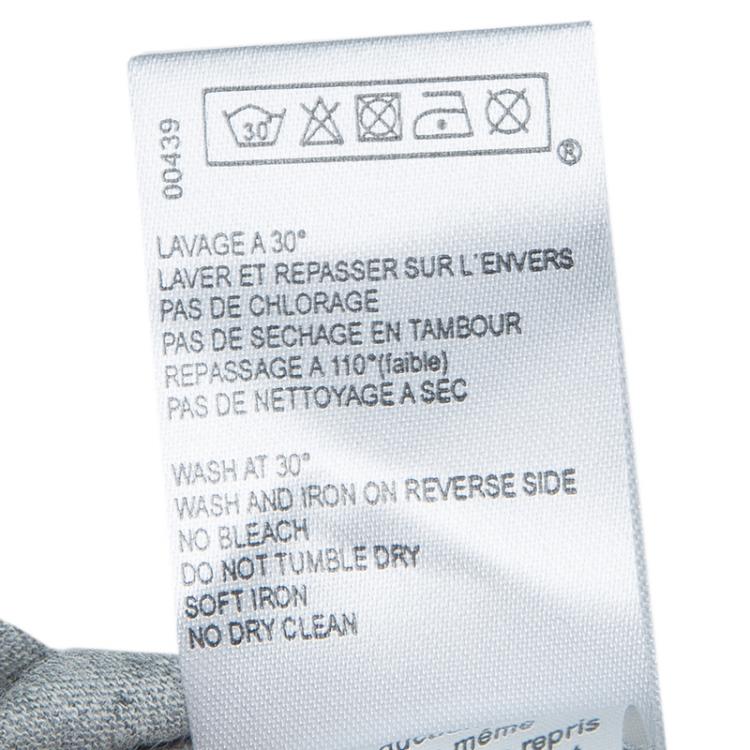 30
®
00439
LAVAGE A 30°
LAVER ET REPASSER SUR L'ENVERS
PAS DE CHLORAGE
PAS DE SECHAGE EN TAMBOUR
REPASSAGE A 110°(faible)
PAS DE NETTOYAGE A SEC
WASH AT 30°
WASH AND IRON ON REVERSE SIDE
NO BLEACH
DO NOT TUMBLE DRY
SOFT IRON
NO DRY CLEAN
même
repris